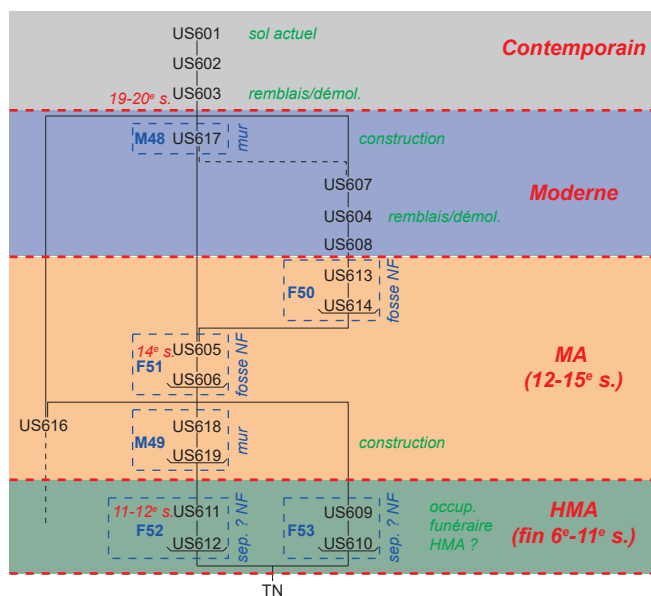 US601 sol actuel
Contemporain
US602
19-20e s. US603 remblais/démol.
M48 US617 mur construction
US607
Moderne
US604 remblais/démol.
US608
US613
F50 fosse NF
US614
14e s. US605
F51 fosse NF
US606
MA
(12-15e s.)
US616 US618
M49 mur construction
US619
11-12e s. US611 US609
F52 sep. ? NF F53 sep. ? NF
US612 US610
occup.
funéraire
HMA ?
HMA
(fin 6e-11e s.)
TN